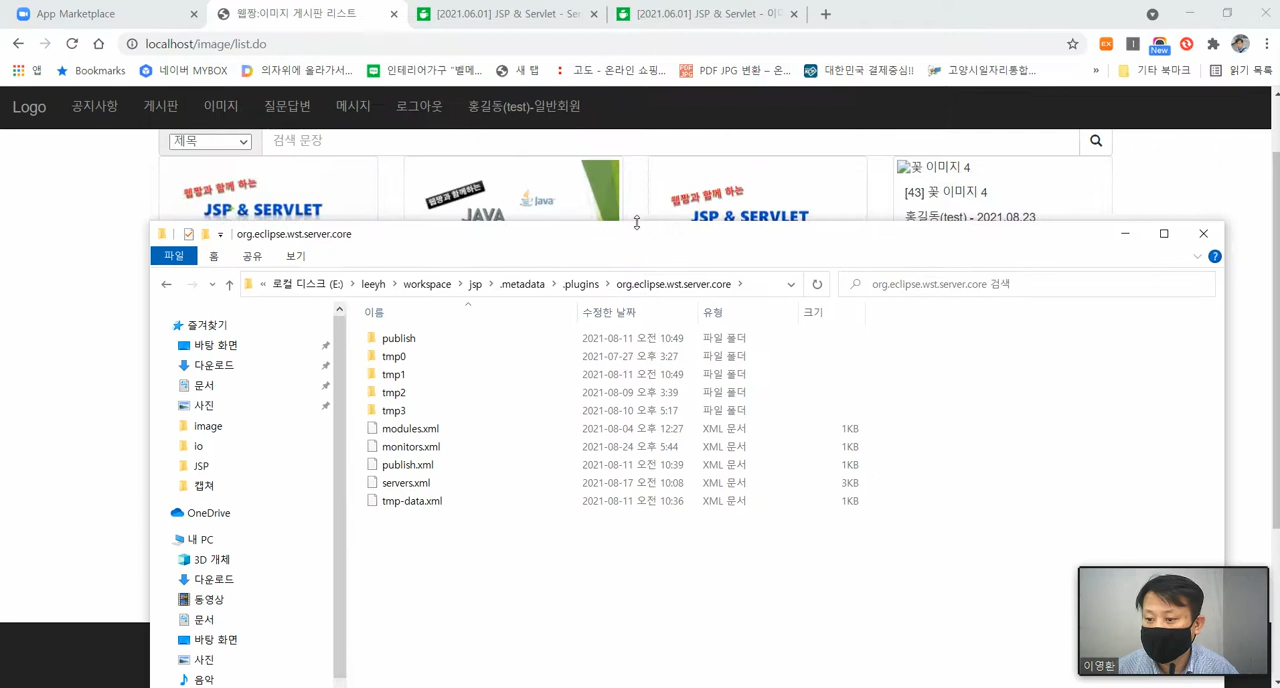 App Marketplace
웹짱:이미지 게시판 리스트
[2021.06.01] JSP & Servlet - Ser
[2021.06.01] JSP & Servlet - 이미
localhost/image/list.do
EX
New
앱
Bookmarks
네이버 MYBOX
의자위에 올라가서...
인테리어가구 "벨메...
새 탭
고도 - 온라인 쇼핑...
PDF JPG 변환 – 온...
대한민국 결제중심!!
고양시일자리통합...
»
기타 북마크
읽기 목록
Logo
공지사항
게시판
이미지
질문답변
메시지
로그아웃
홍길동(test)-일반회원
제목
검색 문장
웹짱과 함께 하는
JSP & SERVLET
웹짱과 함께하는
Java
JAVA
웹짱과 함께 하는
JSP & SERVLET
꽃 이미지 4
[43] 꽃 이미지 4
홍길동(test) - 2021.08.23
org.eclipse.wst.server.core
파일
홈
공유
보기
« 로컬 디스크 (E:) > leeyh > workspace > jsp > .metadata > .plugins > org.eclipse.wst.server.core >
org.eclipse.wst.server.core 검색
이름
수정한 날짜
유형
크기
publish 2021-08-11 오전 10:49 파일 폴더
tmp0 2021-07-27 오후 3:27 파일 폴더
tmp1 2021-08-11 오전 10:49 파일 폴더
tmp2 2021-08-09 오후 3:39 파일 폴더
tmp3 2021-08-10 오후 5:17 파일 폴더
modules.xml 2021-08-04 오후 12:27 XML 문서 1KB
monitors.xml 2021-08-24 오후 5:44 XML 문서 1KB
publish.xml 2021-08-11 오전 10:39 XML 문서 1KB
servers.xml 2021-08-17 오전 10:08 XML 문서 3KB
tmp-data.xml 2021-08-11 오전 10:36 XML 문서 1KB
즐겨찾기
바탕 화면
다운로드
문서
사진
image
io
JSP
캡쳐
OneDrive
내 PC
3D 개체
다운로드
동영상
문서
바탕 화면
사진
음악
이영환